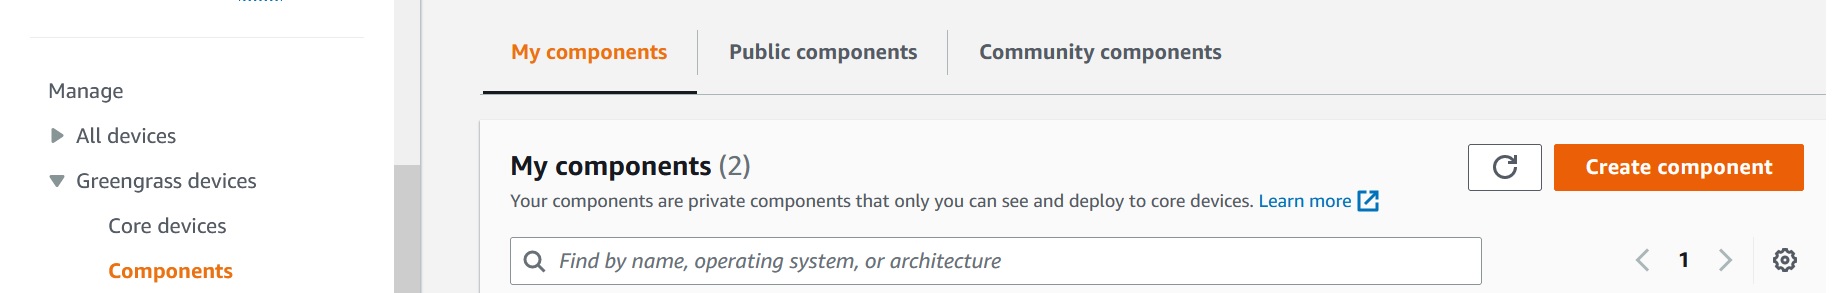 Manage
All devices
Greengrass devices
Core devices
Components
My components
Public components
Community components
My components (2)
Create component
Your components are private components that only you can see and deploy to core devices. Learn more
Find by name, operating system, or architecture
1